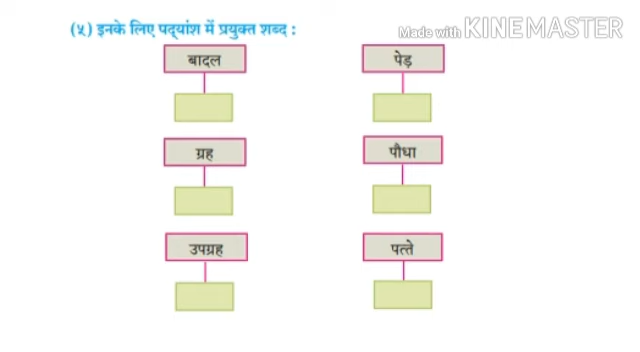 (५) इनके लिए पद्यांश में प्रयुक्त शब्द :
Made with KINEMASTER
बादल
पेड़
ग्रह
पौधा
उपग्रह
पत्ते